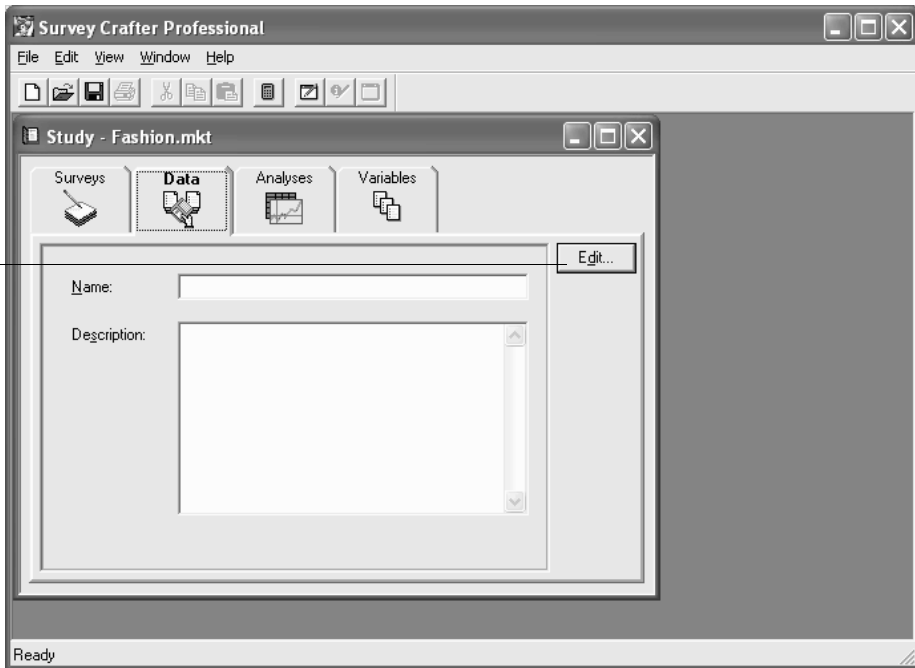 Survey Crafter Professional
File Edit View Window Help
Study - Fashion.mkt
Surveys Data Analyses Variables
Edit...
Name:
Description:
Ready